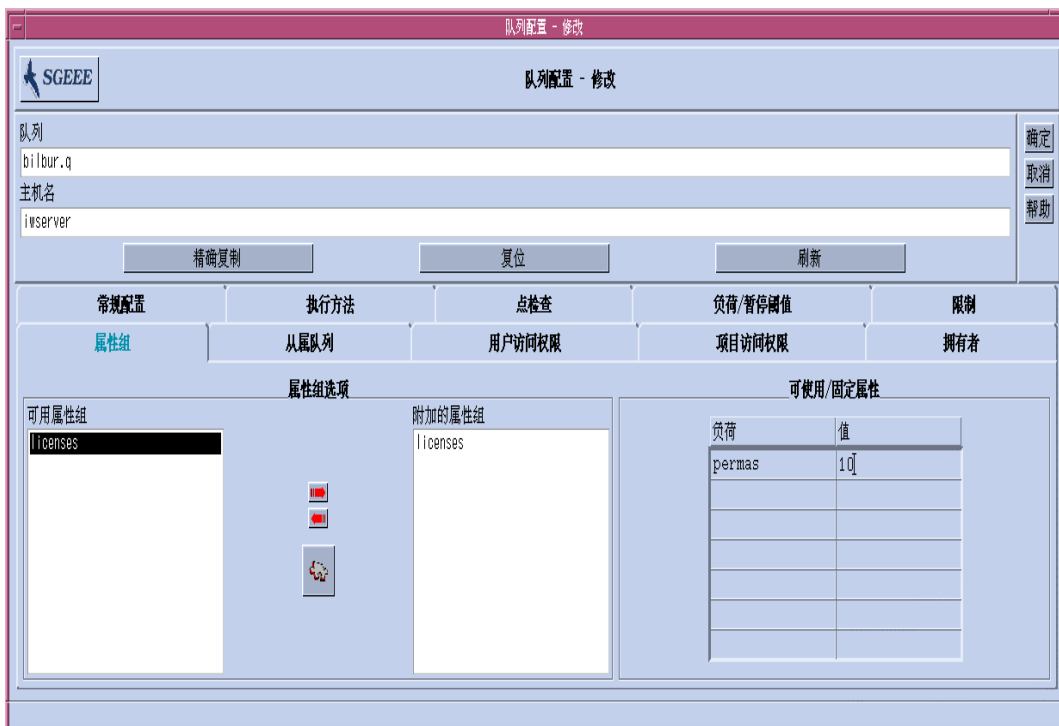 队列配置 - 修改
SGEEE
队列配置 - 修改
队列
bilbur.q
主机名
iwserver
确定
取消
帮助
精确复制 复位 刷新
常规配置 执行方法 点检查 负荷/暂停阈值 限制
属性组 从属队列 用户访问权限 项目访问权限 拥有者
属性组选项
可用属性组
licenses
附加的属性组
licenses
可使用/固定属性
负荷 值
permas 10